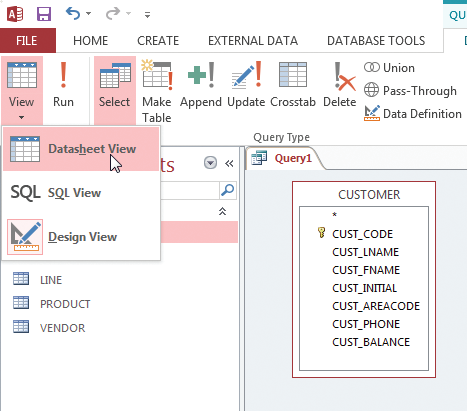 QU
FILE HOME CREATE EXTERNAL DATA DATABASE TOOLS
View Run Select Make Table Append Update Crosstab Delete
Union
Pass-Through
Data Definition
Query Type
Datasheet View
SQL SQL View
Design View
LINE
PRODUCT
VENDOR
Query1
CUSTOMER
*
CUST_CODE
CUST_LNAME
CUST_FNAME
CUST_INITIAL
CUST_AREACODE
CUST_PHONE
CUST_BALANCE